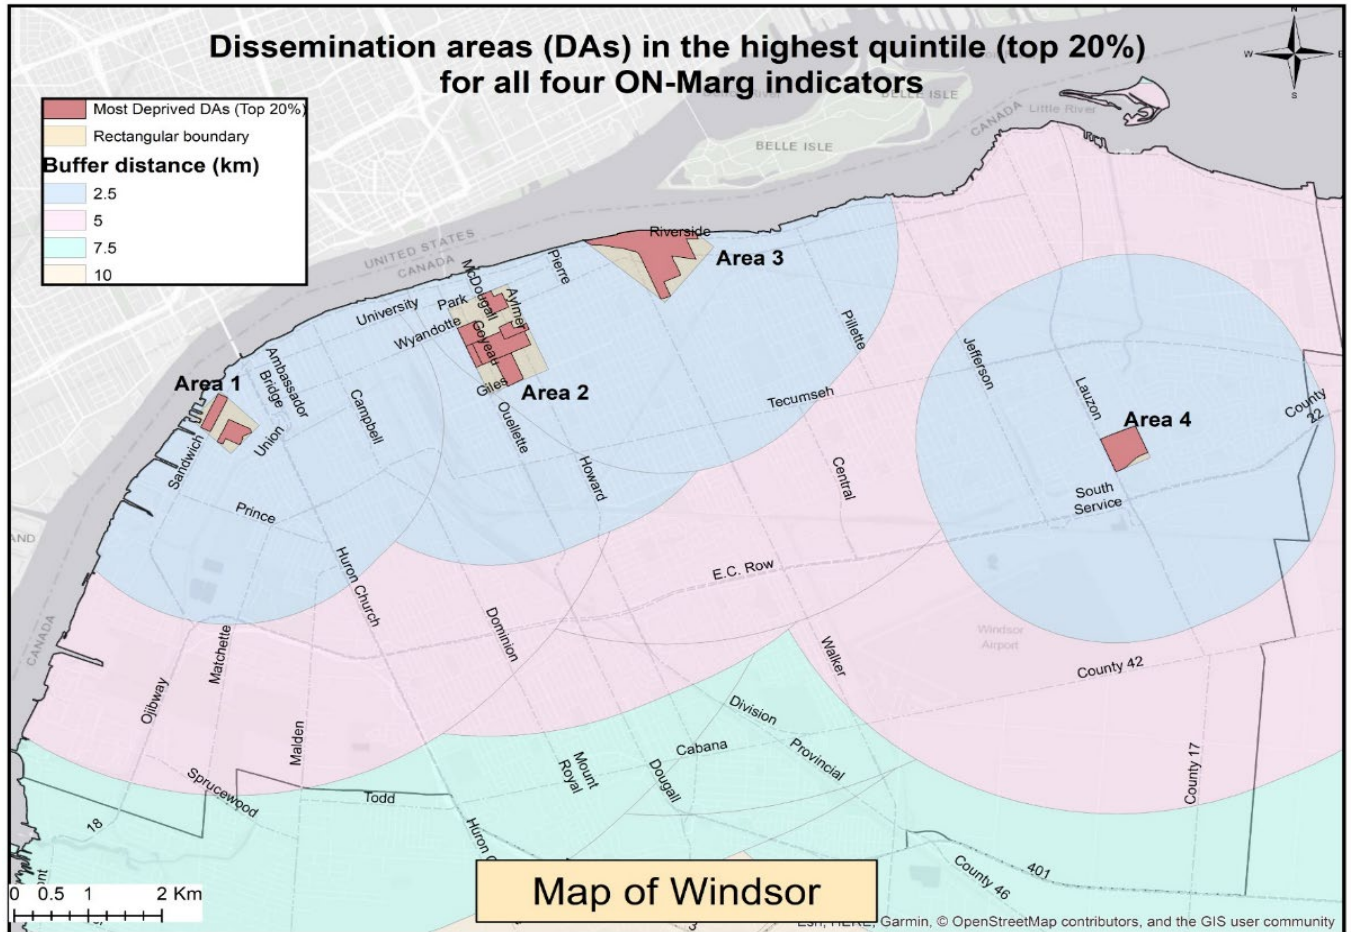 Dissemination areas (DAs) in the highest quintile (top 20%)
for all four ON-Marg indicators
N
W
E
S
Most Deprived DAs (Top 20%)
Rectangular boundary
Buffer distance (km)
2.5
5
7.5
10
BELLE ISLE
BELLE ISLE
CANADA
Little River
UNITED STATES
CANADA
Riverside
Area 3
Pierre
McDougall
Aylmer
Park
University
Wyandotte
Goyeau
Giles
Area 2
Ouellette
Pillette
Jefferson
Lauzon
Area 4
County
22
Area 1
Ambassador
Bridge
Campbell
Union
Sandwich
Tecumseh
Howard
Central
South
Service
Prince
E.C. Row
Huron Church
Dominion
Windsor
Airport
County 42
Walker
CANADA
Matchette
Ojibway
Malden
Division
Cabana
Provincial
Mount
Royal
Dougall
County 17
Sprucewood
Todd
18
Huron
401
County 46
Map of Windsor
3
0 0.5 1 2 Km
Esri, HERE, Garmin, © OpenStreetMap contributors, and the GIS user community